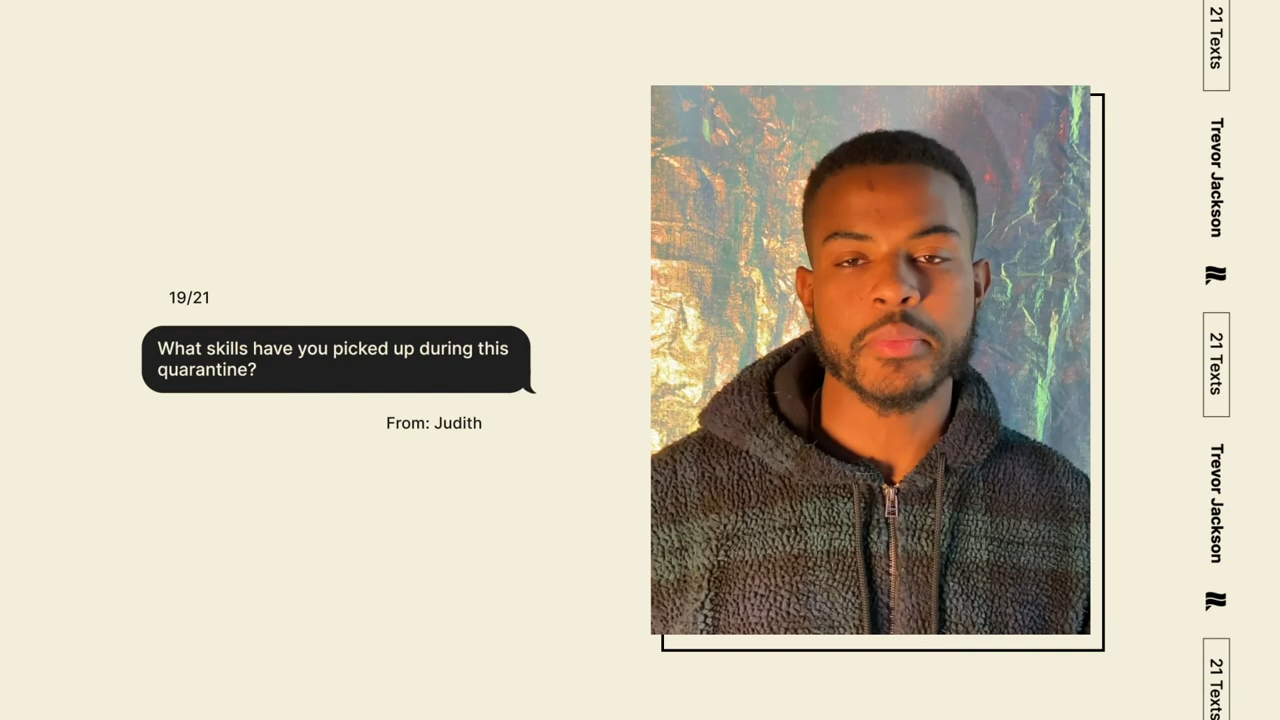 19/21
What skills have you picked up during this
quarantine?
From: Judith
21 Texts
Trevor Jackson
21 Texts
Trevor Jackson
21 Texts